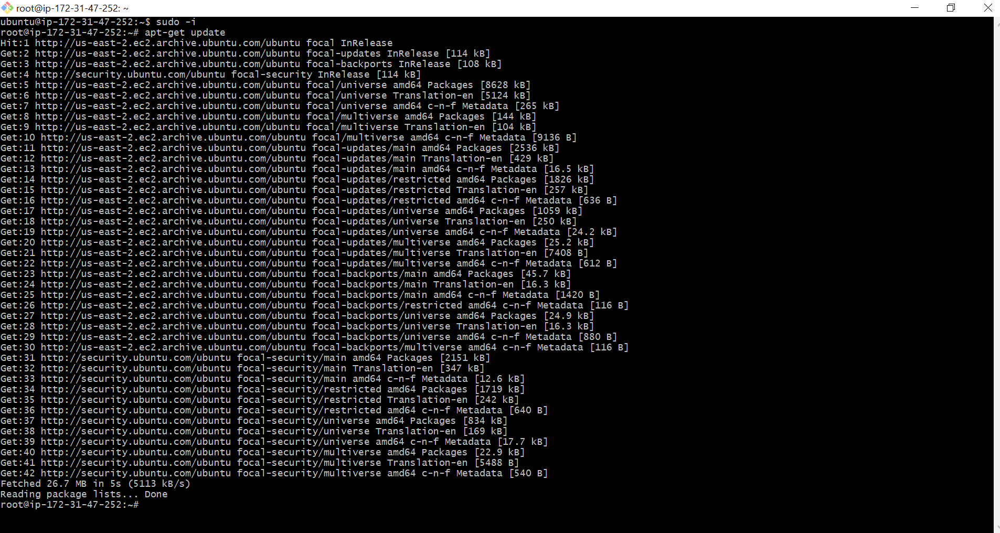 root@ip-172-31-47-252: ~
ubuntu@ip-172-31-47-252:~$ sudo -i
root@ip-172-31-47-252:~# apt-get update
Hit:1 http://us-east-2.ec2.archive.ubuntu.com/ubuntu focal InRelease
Get:2 http://us-east-2.ec2.archive.ubuntu.com/ubuntu focal-updates InRelease [114 kB]
Get:3 http://us-east-2.ec2.archive.ubuntu.com/ubuntu focal-backports InRelease [108 kB]
Get:4 http://security.ubuntu.com/ubuntu focal-security InRelease [114 kB]
Get:5 http://us-east-2.ec2.archive.ubuntu.com/ubuntu focal/universe amd64 Packages [8628 kB]
Get:6 http://us-east-2.ec2.archive.ubuntu.com/ubuntu focal/universe Translation-en [5124 kB]
Get:7 http://us-east-2.ec2.archive.ubuntu.com/ubuntu focal/universe amd64 c-n-f Metadata [265 kB]
Get:8 http://us-east-2.ec2.archive.ubuntu.com/ubuntu focal/multiverse amd64 Packages [144 kB]
Get:9 http://us-east-2.ec2.archive.ubuntu.com/ubuntu focal/multiverse Translation-en [104 kB]
Get:10 http://us-east-2.ec2.archive.ubuntu.com/ubuntu focal/multiverse amd64 c-n-f Metadata [9136 B]
Get:11 http://us-east-2.ec2.archive.ubuntu.com/ubuntu focal-updates/main amd64 Packages [2536 kB]
Get:12 http://us-east-2.ec2.archive.ubuntu.com/ubuntu focal-updates/main Translation-en [429 kB]
Get:13 http://us-east-2.ec2.archive.ubuntu.com/ubuntu focal-updates/main amd64 c-n-f Metadata [16.5 kB]
Get:14 http://us-east-2.ec2.archive.ubuntu.com/ubuntu focal-updates/restricted amd64 Packages [1826 kB]
Get:15 http://us-east-2.ec2.archive.ubuntu.com/ubuntu focal-updates/restricted Translation-en [257 kB]
Get:16 http://us-east-2.ec2.archive.ubuntu.com/ubuntu focal-updates/restricted amd64 c-n-f Metadata [636 B]
Get:17 http://us-east-2.ec2.archive.ubuntu.com/ubuntu focal-updates/universe amd64 Packages [1059 kB]
Get:18 http://us-east-2.ec2.archive.ubuntu.com/ubuntu focal-updates/universe Translation-en [250 kB]
Get:19 http://us-east-2.ec2.archive.ubuntu.com/ubuntu focal-updates/universe amd64 c-n-f Metadata [24.2 kB]
Get:20 http://us-east-2.ec2.archive.ubuntu.com/ubuntu focal-updates/multiverse amd64 Packages [25.2 kB]
Get:21 http://us-east-2.ec2.archive.ubuntu.com/ubuntu focal-updates/multiverse Translation-en [7408 B]
Get:22 http://us-east-2.ec2.archive.ubuntu.com/ubuntu focal-updates/multiverse amd64 c-n-f Metadata [612 B]
Get:23 http://us-east-2.ec2.archive.ubuntu.com/ubuntu focal-backports/main amd64 Packages [45.7 kB]
Get:24 http://us-east-2.ec2.archive.ubuntu.com/ubuntu focal-backports/main Translation-en [16.3 kB]
Get:25 http://us-east-2.ec2.archive.ubuntu.com/ubuntu focal-backports/main amd64 c-n-f Metadata [1420 B]
Get:26 http://us-east-2.ec2.archive.ubuntu.com/ubuntu focal-backports/restricted amd64 c-n-f Metadata [116 B]
Get:27 http://us-east-2.ec2.archive.ubuntu.com/ubuntu focal-backports/universe amd64 Packages [24.9 kB]
Get:28 http://us-east-2.ec2.archive.ubuntu.com/ubuntu focal-backports/universe Translation-en [16.3 kB]
Get:29 http://us-east-2.ec2.archive.ubuntu.com/ubuntu focal-backports/universe amd64 c-n-f Metadata [880 B]
Get:30 http://us-east-2.ec2.archive.ubuntu.com/ubuntu focal-backports/multiverse amd64 c-n-f Metadata [116 B]
Get:31 http://security.ubuntu.com/ubuntu focal-security/main amd64 Packages [2151 kB]
Get:32 http://security.ubuntu.com/ubuntu focal-security/main Translation-en [347 kB]
Get:33 http://security.ubuntu.com/ubuntu focal-security/main amd64 c-n-f Metadata [12.6 kB]
Get:34 http://security.ubuntu.com/ubuntu focal-security/restricted amd64 Packages [1719 kB]
Get:35 http://security.ubuntu.com/ubuntu focal-security/restricted Translation-en [242 kB]
Get:36 http://security.ubuntu.com/ubuntu focal-security/restricted amd64 c-n-f Metadata [640 B]
Get:37 http://security.ubuntu.com/ubuntu focal-security/universe amd64 Packages [834 kB]
Get:38 http://security.ubuntu.com/ubuntu focal-security/universe Translation-en [169 kB]
Get:39 http://security.ubuntu.com/ubuntu focal-security/universe amd64 c-n-f Metadata [17.7 kB]
Get:40 http://security.ubuntu.com/ubuntu focal-security/multiverse amd64 Packages [22.9 kB]
Get:41 http://security.ubuntu.com/ubuntu focal-security/multiverse Translation-en [5488 B]
Get:42 http://security.ubuntu.com/ubuntu focal-security/multiverse amd64 c-n-f Metadata [540 B]
Fetched 26.7 MB in 5s (5113 kB/s)
Reading package lists... Done
root@ip-172-31-47-252:~#